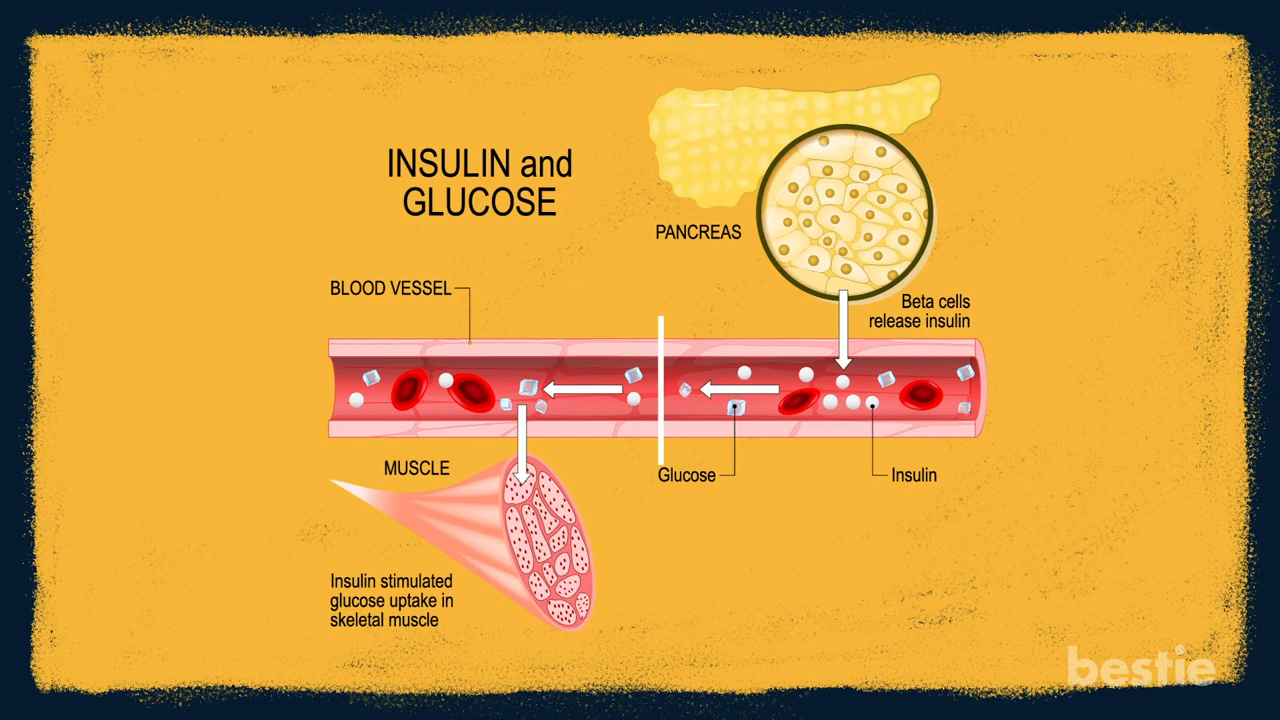 INSULIN and
GLUCOSE
PANCREAS
BLOOD VESSEL
Beta cells
release insulin
MUSCLE
Glucose
Insulin
Insulin stimulated
glucose uptake in
skeletal muscle
bestie